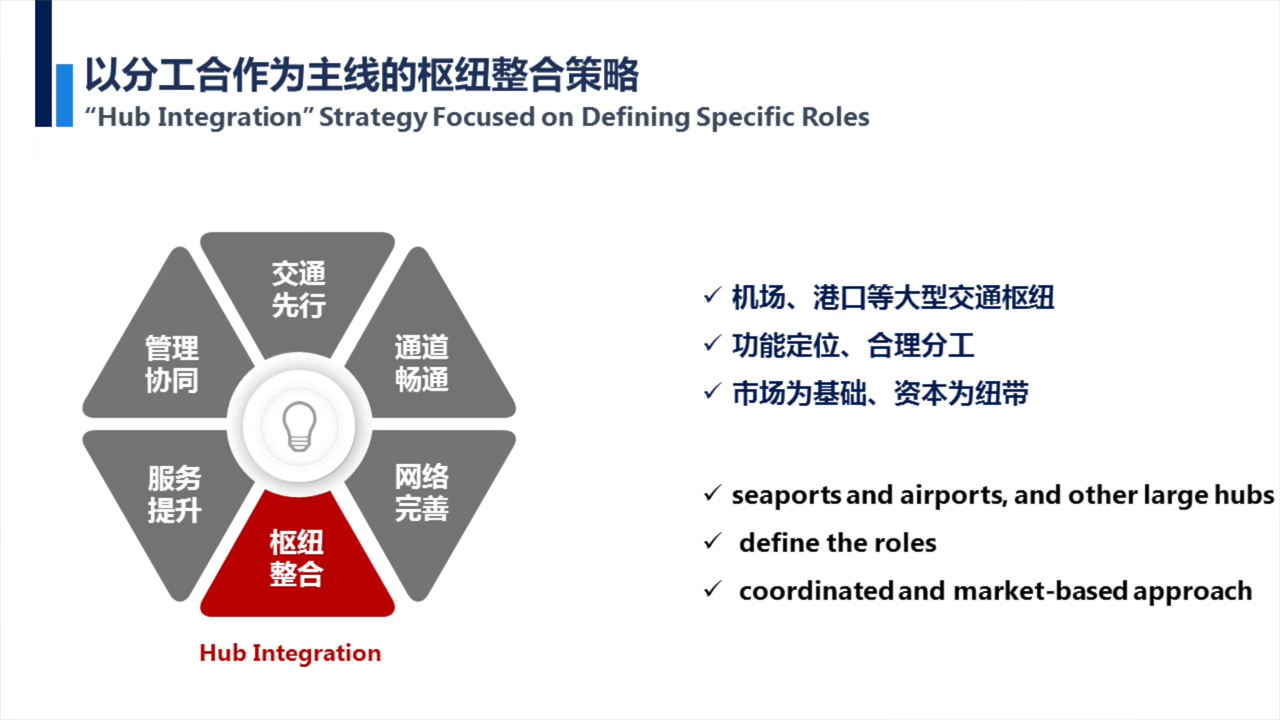 以分工合作为主线的枢纽整合策略
“Hub Integration” Strategy Focused on Defining Specific Roles
交通
先行
管理
协同
通道
畅通
服务
提升
网络
完善
枢纽
整合
Hub Integration
✓ 机场、港口等大型交通枢纽
✓ 功能定位、合理分工
✓ 市场为基础、资本为纽带
✓ seaports and airports, and other large hubs
✓ define the roles
✓ coordinated and market-based approach